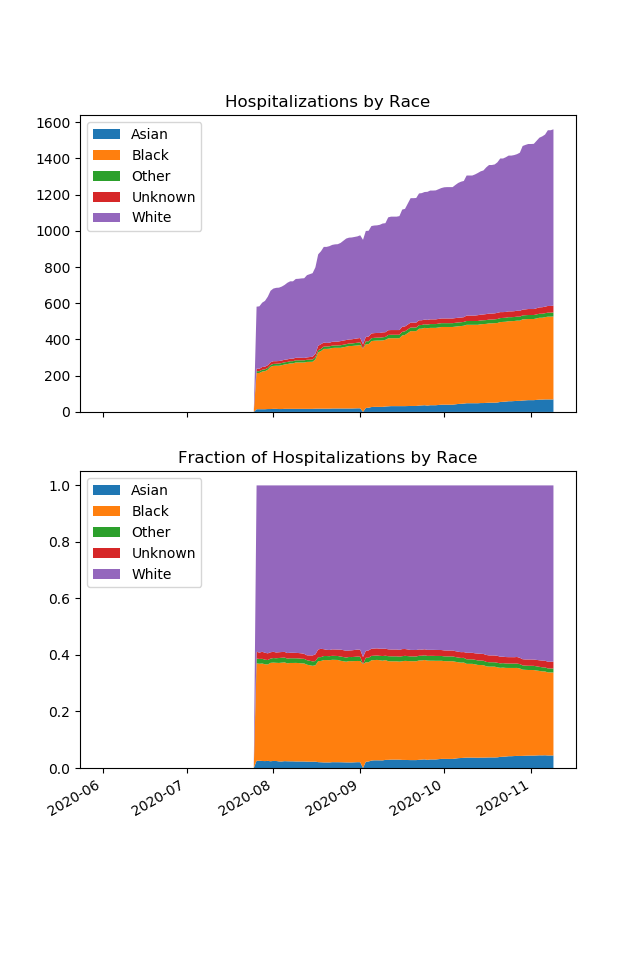 Hospitalizations by Race
1600
1400
1200
1000
800
600
400
200
0
Asian
Black
Other
Unknown
White
Fraction of Hospitalizations by Race
1.0
0.8
0.6
0.4
0.2
0.0
Asian
Black
Other
Unknown
White
2020-06
2020-07
2020-08
2020-09
2020-10
2020-11